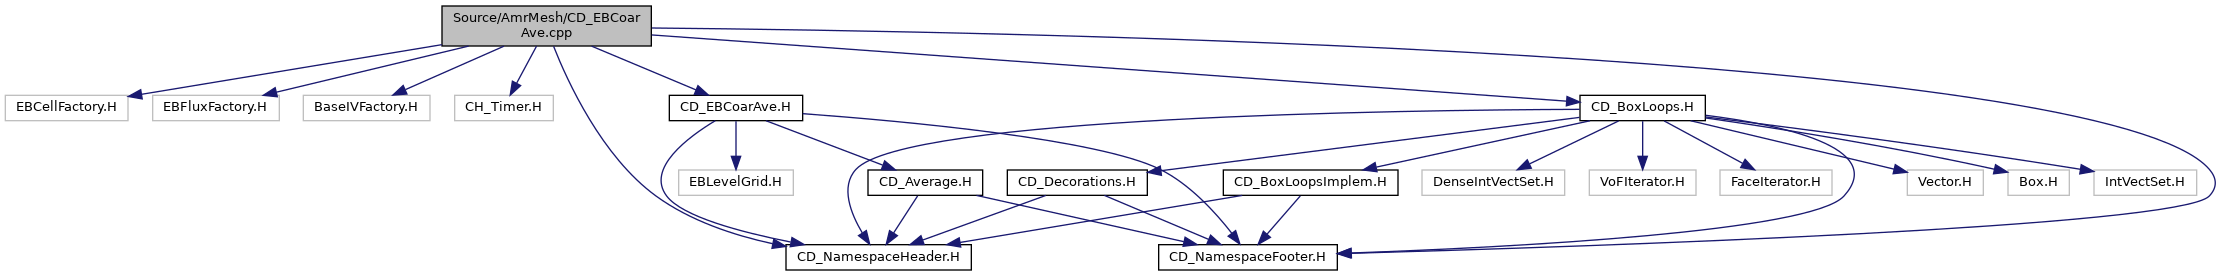 Source/AmrMesh/CD_EBCoar
Ave.cpp
EBCellFactory.H
EBFluxFactory.H
BaseIVFactory.H
CH_Timer.H
CD_EBCoarAve.H
CD_BoxLoops.H
EBLevelGrid.H
CD_Average.H
CD_Decorations.H
CD_BoxLoopsImplem.H
DenseIntVectSet.H
VoFIterator.H
FaceIterator.H
Vector.H
Box.H
IntVectSet.H
CD_NamespaceHeader.H
CD_NamespaceFooter.H